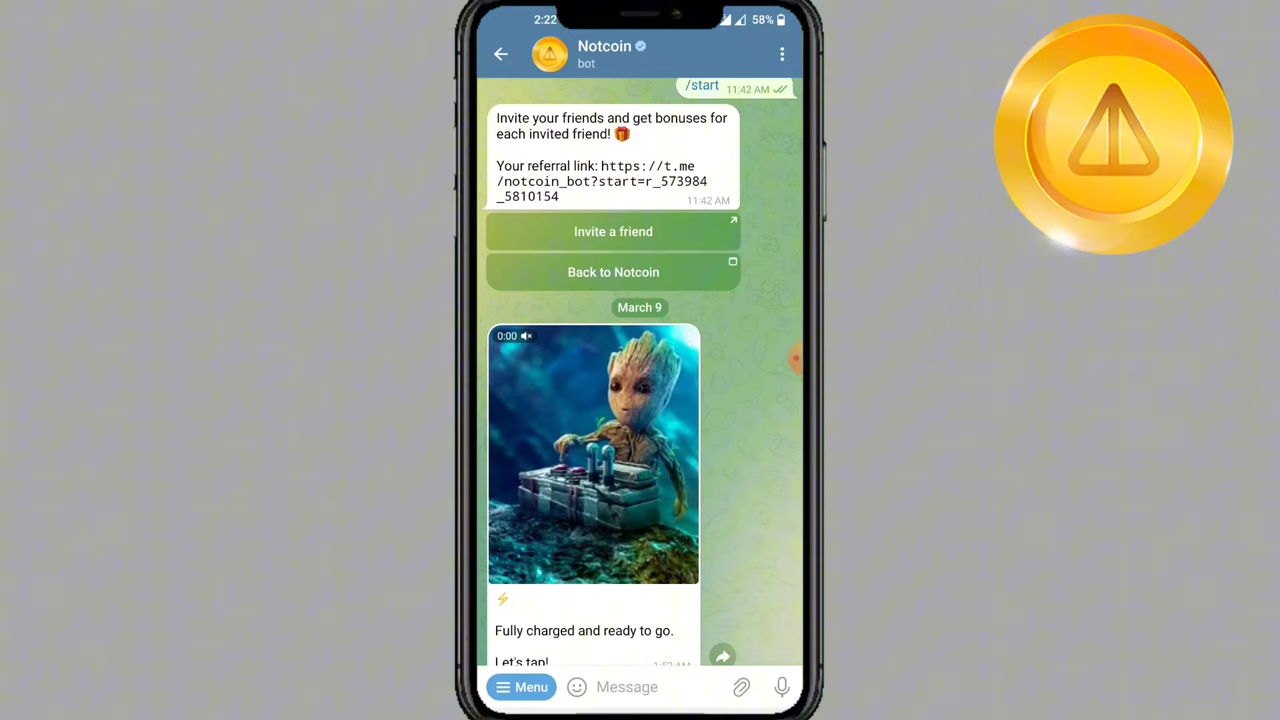 2:22
58%
Notcoin
bot
/start
11:42 AM
Invite your friends and get bonuses for
each invited friend! 🎁
Your referral link: https://t.me
/notcoin_bot?start=r_573984
_5810154
11:42 AM
Invite a friend
Back to Notcoin
March 9
0:00
⚡
Fully charged and ready to go.
Let's tap!
Menu
Message